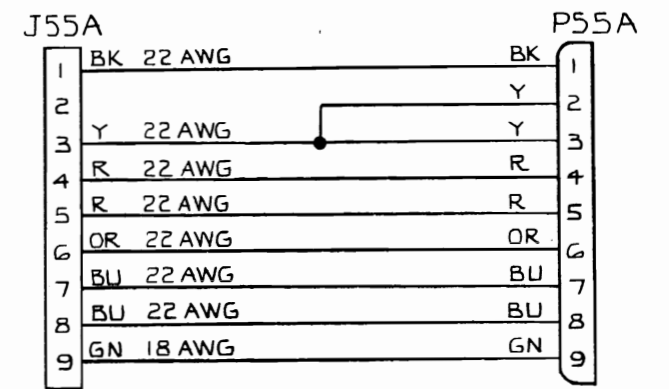 J55A P55A
1 BK 22 AWG BK 1
2 Y 2
3 Y 22 AWG Y 3
4 R 22 AWG R 4
5 R 22 AWG R 5
6 OR 22 AWG OR 6
7 BU 22 AWG BU 7
8 BU 22 AWG BU 8
9 GN 18 AWG GN 9